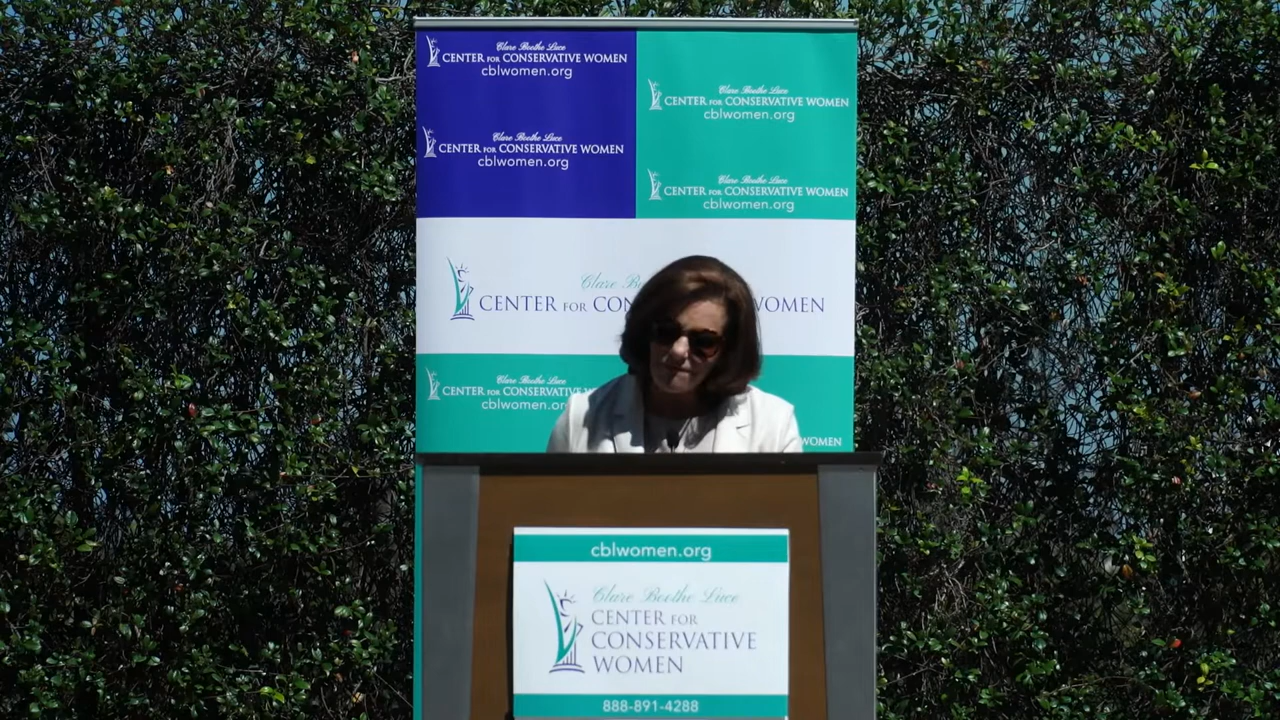 Clare Boothe Luce
CENTER FOR CONSERVATIVE WOMEN
cblwomen.org
Clare Boothe Luce
CENTER FOR CONSERVATIVE WOMEN
cblwomen.org
Clare Boothe Luce
CENTER FOR CONSERVATIVE WOMEN
cblwomen.org
Clare Boothe Luce
CENTER FOR CONSERVATIVE WOMEN
cblwomen.org
Clare
CENTER FOR CON WOMEN
Clare Boothe Luce
CENTER FOR CONSERVATIVE W
cblwomen.or
WOMEN
cblwomen.org
Clare Boothe Luce
CENTER FOR
CONSERVATIVE
WOMEN
888-891-4288